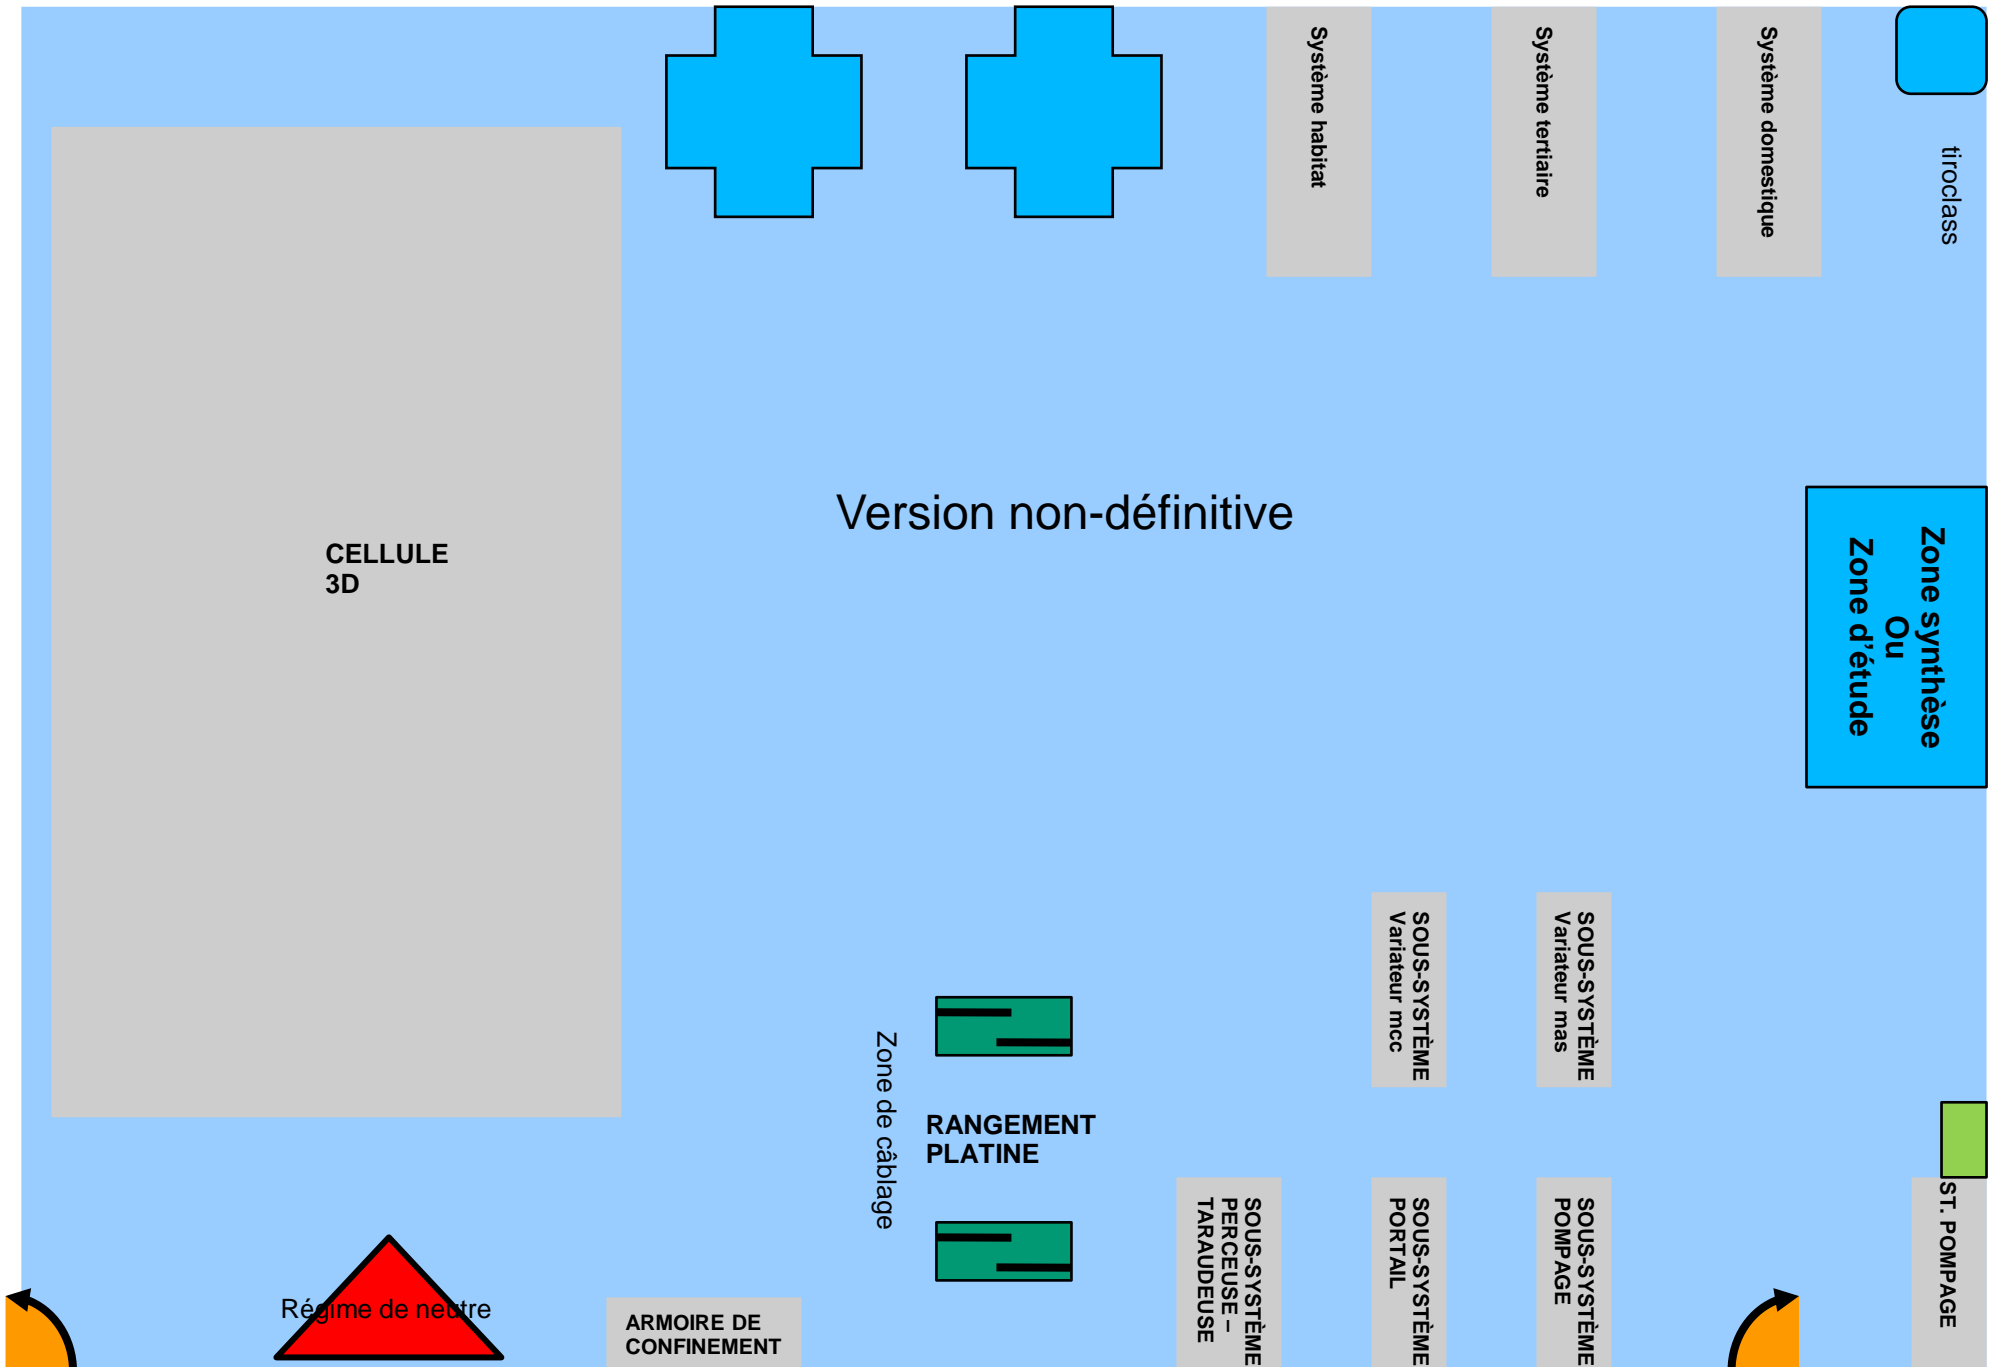 Système habitat
Système tertiaire
Système domestique
tiroclass
Version non-définitive
CELLULE
3D
Zone synthèse
Ou
Zone d'étude
SOUS-SYSTÈME
Variateur mcc
SOUS-SYSTÈME
Variateur mas
Zone de câblage
RANGEMENT
PLATINE
SOUS-SYSTÈME
PERCEUSE –
TARAUDEUSE
SOUS-SYSTÈME
PORTAIL
SOUS-SYSTÈME
POMPAGE
ST. POMPAGE
Régime de neutre
ARMOIRE DE
CONFINEMENT